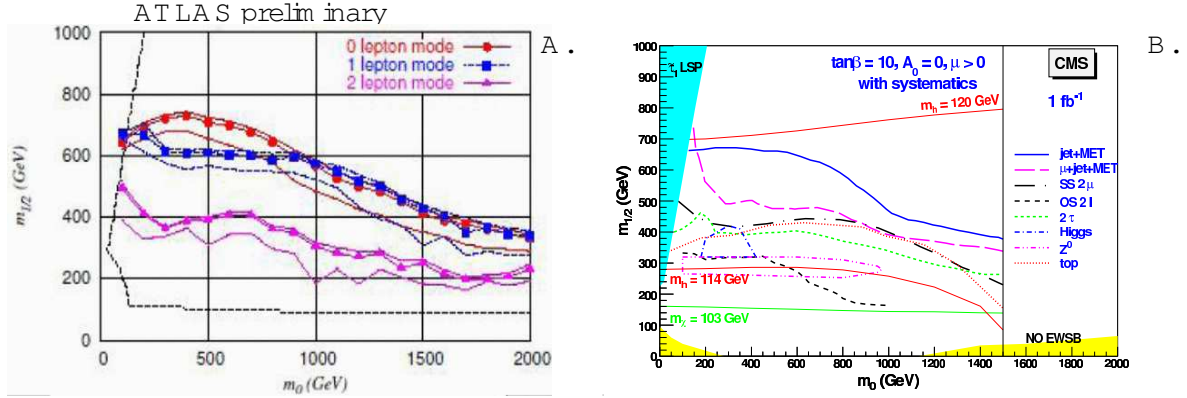 ATLAS preliminary
A.
1000
800
600
400
200
0
m1/2 (GeV)
0 lepton mode
1 lepton mode
2 lepton mode
0 500 1000 1500 2000
m0 (GeV)
B.
1000
900
800
700
600
500
400
300
200
100
0
m1/2 (GeV)
τ̃1 LSP
tanβ = 10, A0 = 0, μ > 0
with systematics
mh = 120 GeV
CMS
1 fb-1
jet+MET
μ+jet+MET
SS 2μ
OS 2 l
2 τ
Higgs
Z0
top
mh = 114 GeV
mχ = 103 GeV
NO EWSB
0 200 400 600 800 1000 1200 1400 1600 1800 2000
m0 (GeV)